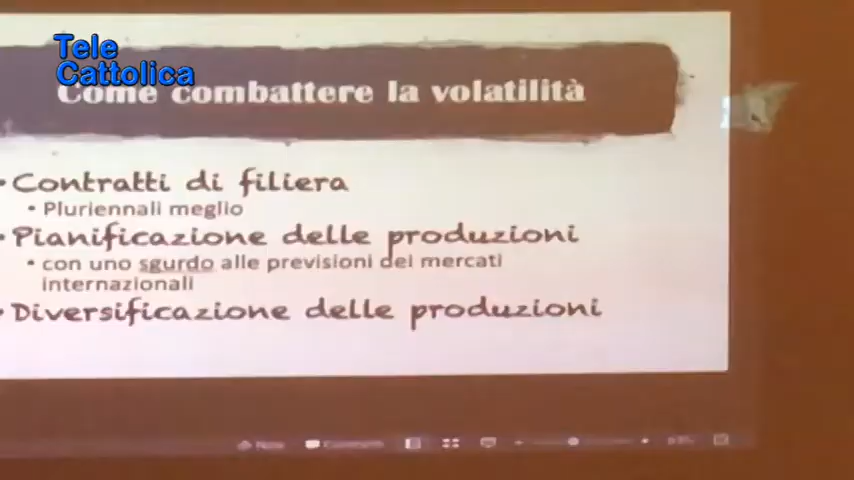 Tele
Cattolica
Come combattere la volatilità
• Contratti di filiera
• Pluriennali meglio
• Pianificazione delle produzioni
• con uno sgurdo alle previsioni dei mercati
internazionali
• Diversificazione delle produzioni